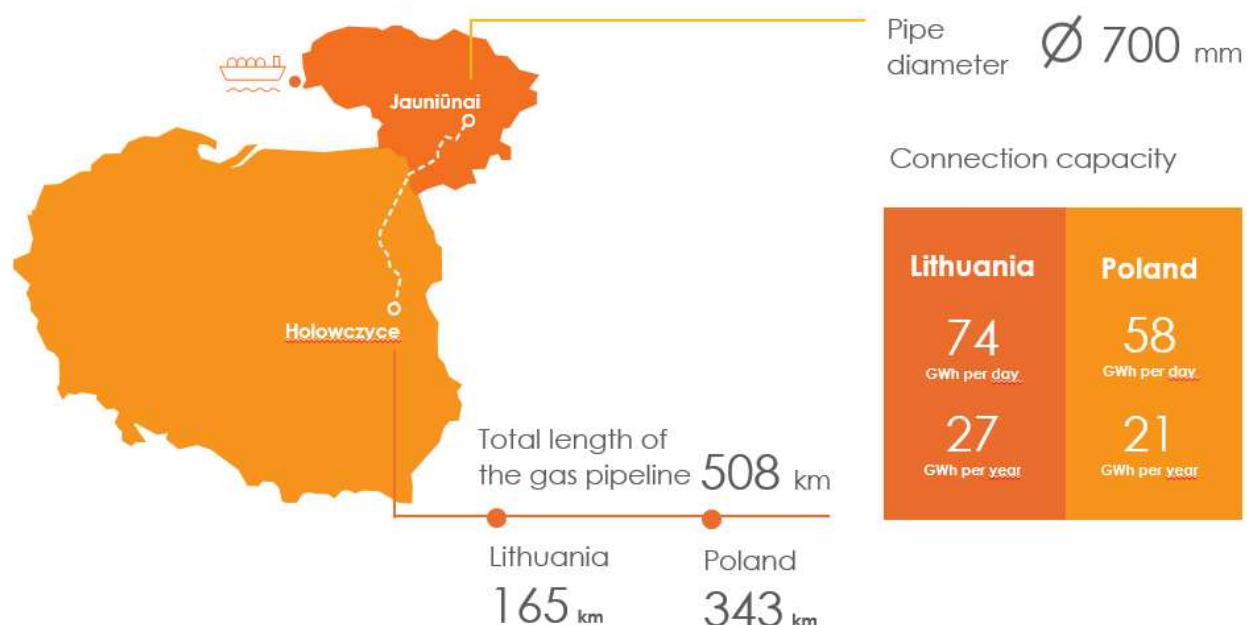 Pipe
diameter
Ø 700 mm
Jauniūnai
Connection capacity
Lithuania
74
GWh per day
27
GWh per year
Poland
58
GWh per day
21
GWh per year
Holowczyce
Total length of
the gas pipeline 508 km
Lithuania
165 km
Poland
343 km